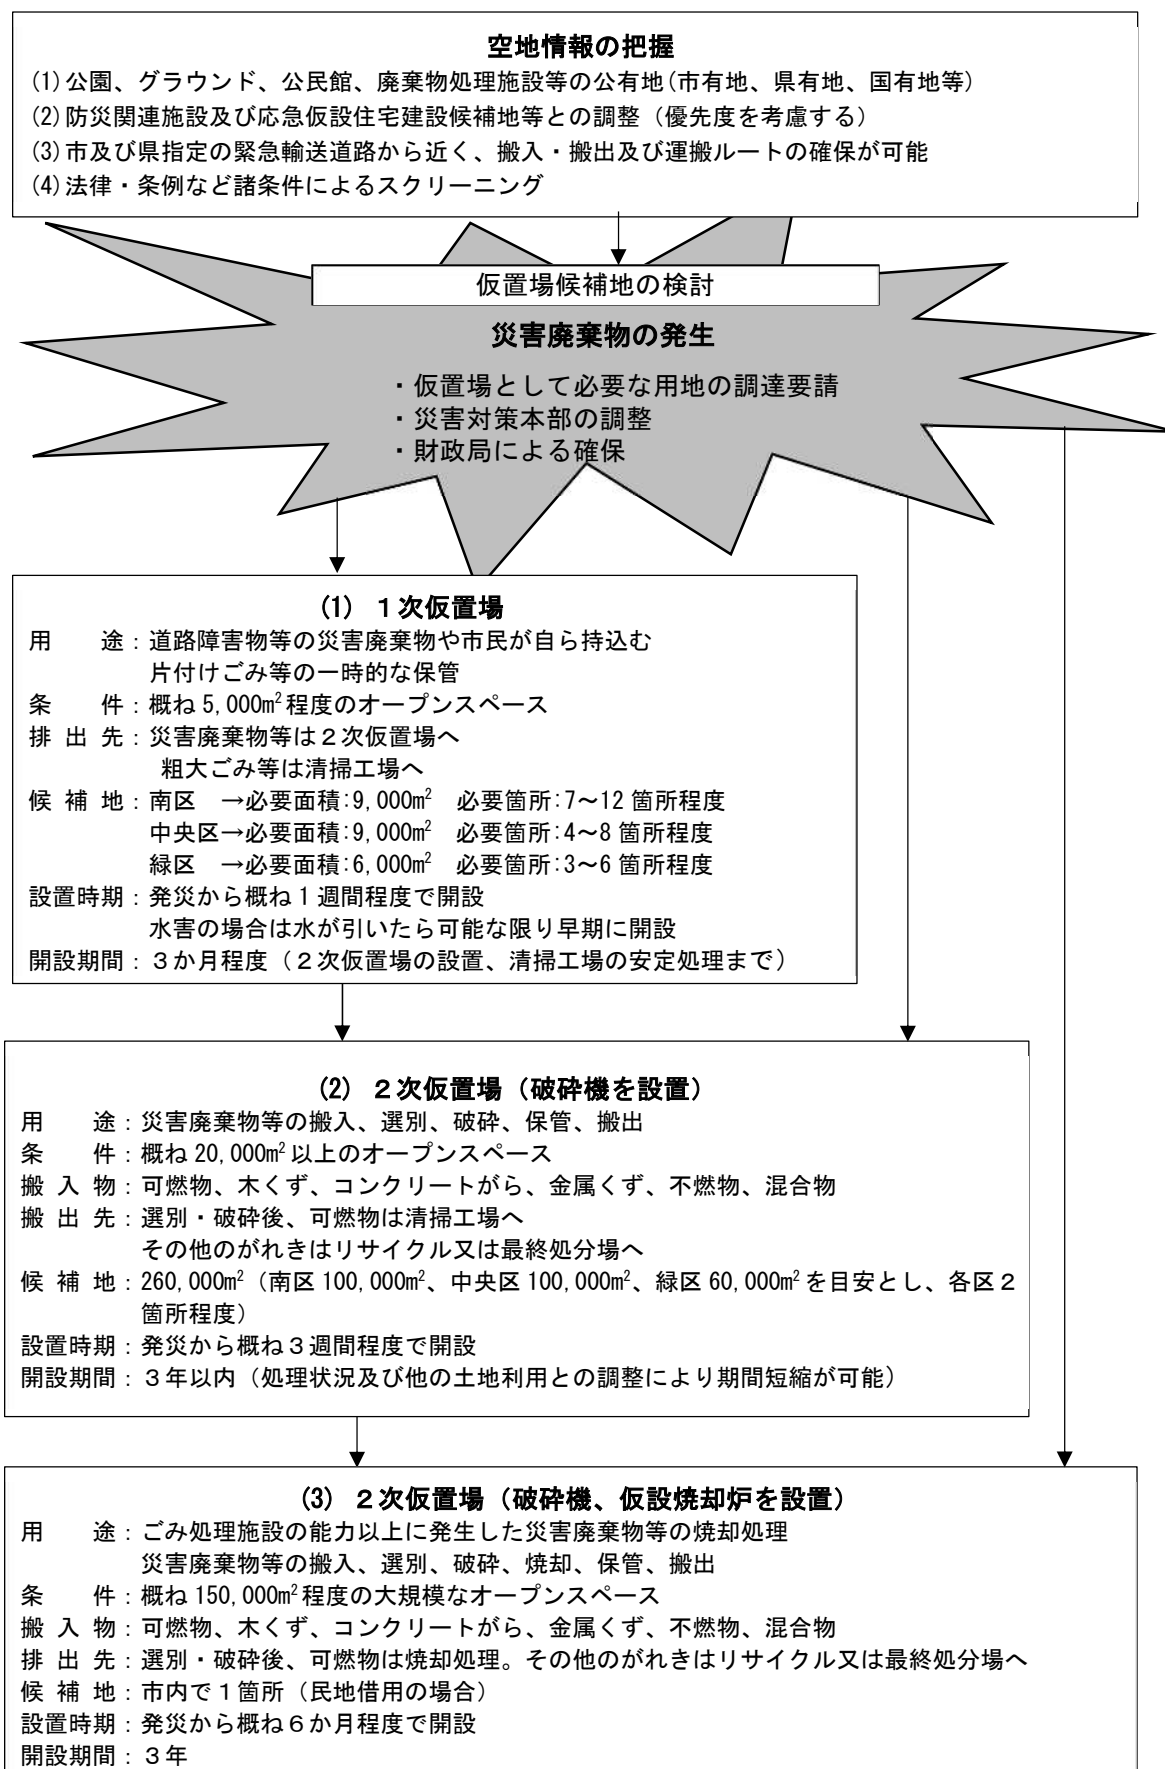 空地情報の把握
(1)公園、グラウンド、公民館、廃棄物処理施設等の公有地(市有地、県有地、国有地等)
(2)防災関連施設及び応急仮設住宅建設候補地等との調整（優先度を考慮する）
(3)市及び県指定の緊急輸送道路から近く、搬入・搬出及び運搬ルートの確保が可能
(4)法律・条例など諸条件によるスクリーニング
仮置場候補地の検討
災害廃棄物の発生
・仮置場として必要な用地の調達要請
・災害対策本部の調整
・財政局による確保
(1) １次仮置場
用　　途：道路障害物等の災害廃棄物や市民が自ら持込む
片付けごみ等の一時的な保管
条　　件：概ね 5,000m²程度のオープンスペース
排 出 先：災害廃棄物等は２次仮置場へ
粗大ごみ等は清掃工場へ
候 補 地：南区　→必要面積:9,000m²　必要箇所:7～12 箇所程度
中央区→必要面積:9,000m²　必要箇所:4～8 箇所程度
緑区　→必要面積:6,000m²　必要箇所:3～6 箇所程度
設置時期：発災から概ね１週間程度で開設
水害の場合は水が引いたら可能な限り早期に開設
開設期間：３か月程度（２次仮置場の設置、清掃工場の安定処理まで）
(2) ２次仮置場（破砕機を設置）
用　　途：災害廃棄物等の搬入、選別、破砕、保管、搬出
条　　件：概ね 20,000m²以上のオープンスペース
搬 入 物：可燃物、木くず、コンクリートがら、金属くず、不燃物、混合物
搬 出 先：選別・破砕後、可燃物は清掃工場へ
その他のがれきはリサイクル又は最終処分場へ
候 補 地：260,000m²（南区 100,000m²、中央区 100,000m²、緑区 60,000m²を目安とし、各区２
箇所程度）
設置時期：発災から概ね３週間程度で開設
開設期間：３年以内（処理状況及び他の土地利用との調整により期間短縮が可能）
(3) ２次仮置場（破砕機、仮設焼却炉を設置）
用　　途：ごみ処理施設の能力以上に発生した災害廃棄物等の焼却処理
災害廃棄物等の搬入、選別、破砕、焼却、保管、搬出
条　　件：概ね 150,000m²程度の大規模なオープンスペース
搬 入 物：可燃物、木くず、コンクリートがら、金属くず、不燃物、混合物
排 出 先：選別・破砕後、可燃物は焼却処理。その他のがれきはリサイクル又は最終処分場へ
候 補 地：市内で１箇所（民地借用の場合）
設置時期：発災から概ね６か月程度で開設
開設期間：３年